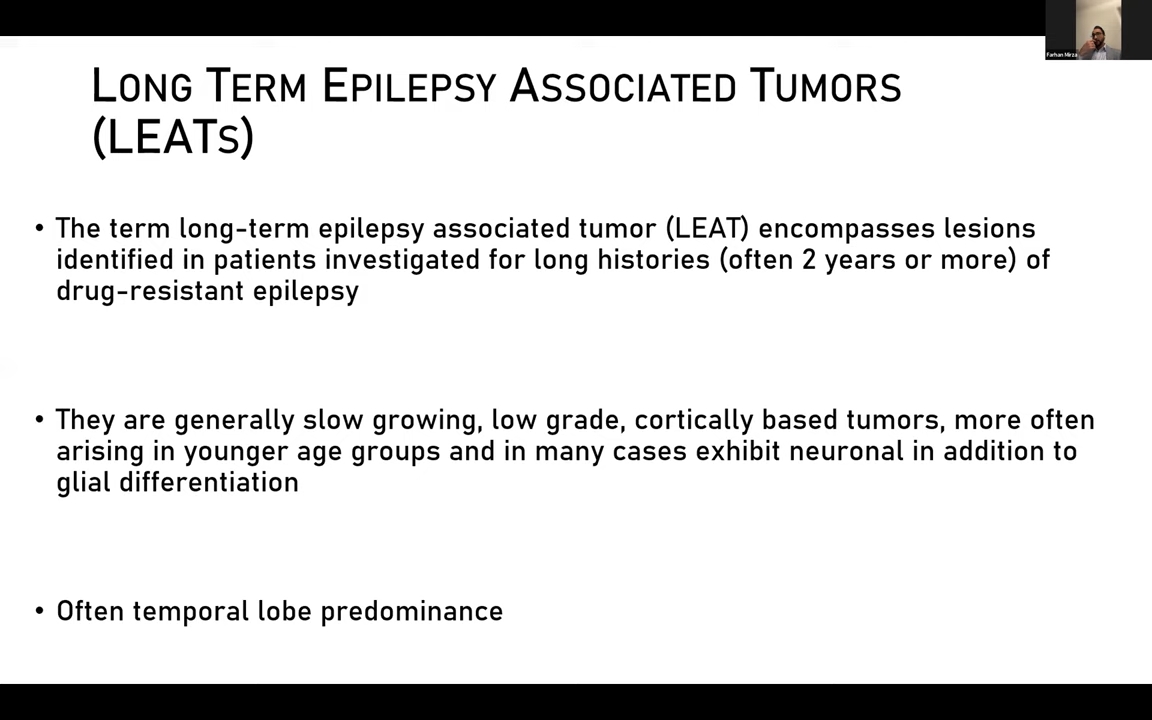 Farhan Mirza
LONG TERM EPILEPSY ASSOCIATED TUMORS
(LEATS)
• The term long-term epilepsy associated tumor (LEAT) encompasses lesions
identified in patients investigated for long histories (often 2 years or more) of
drug-resistant epilepsy
• They are generally slow growing, low grade, cortically based tumors, more often
arising in younger age groups and in many cases exhibit neuronal in addition to
glial differentiation
• Often temporal lobe predominance